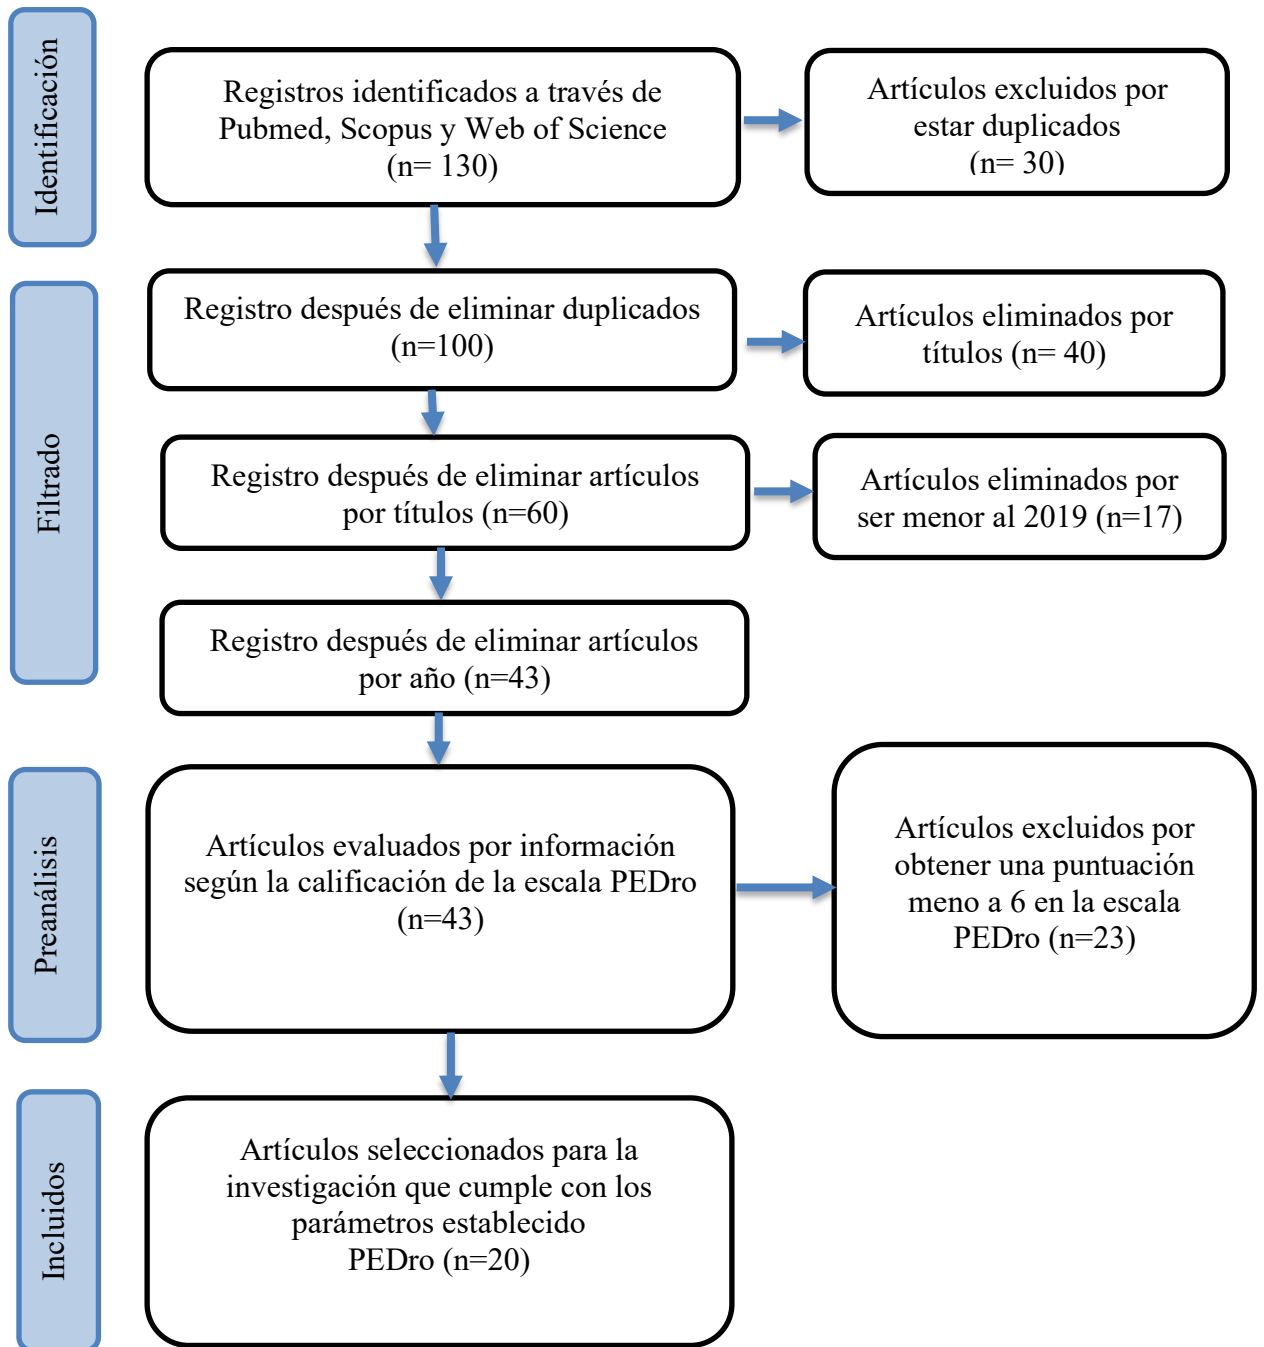 Identificación
Registros identificados a través de
Pubmed, Scopus y Web of Science
(n= 130)
Artículos excluidos por
estar duplicados
(n= 30)
Filtrado
Registro después de eliminar duplicados
(n=100)
Artículos eliminados por
títulos (n= 40)
Registro después de eliminar artículos
por títulos (n=60)
Artículos eliminados por
ser menor al 2019 (n=17)
Registro después de eliminar artículos
por año (n=43)
Preanálisis
Artículos evaluados por información
según la calificación de la escala PEDro
(n=43)
Artículos excluidos por
obtener una puntuación
meno a 6 en la escala
PEDro (n=23)
Incluidos
Artículos seleccionados para la
investigación que cumple con los
parámetros establecido
PEDro (n=20)